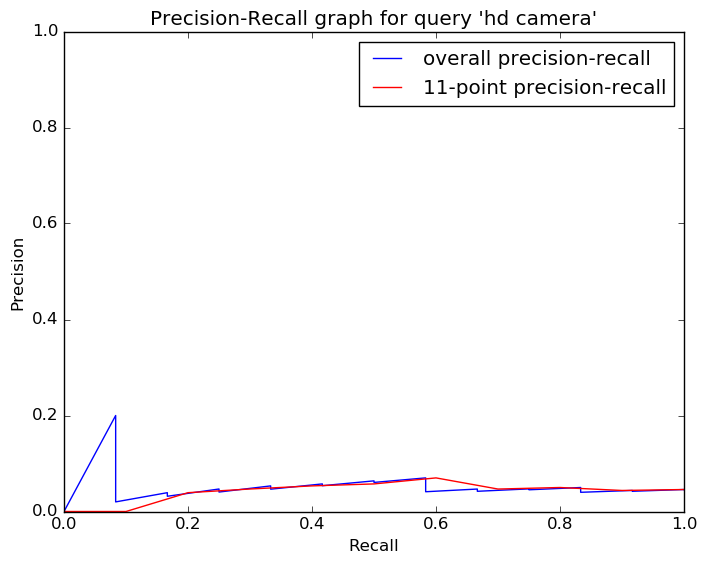 Precision-Recall graph for query 'hd camera'
overall precision-recall
11-point precision-recall
1.0
0.8
0.6
0.4
0.2
0.0
Precision
0.0 0.2 0.4 0.6 0.8 1.0
Recall